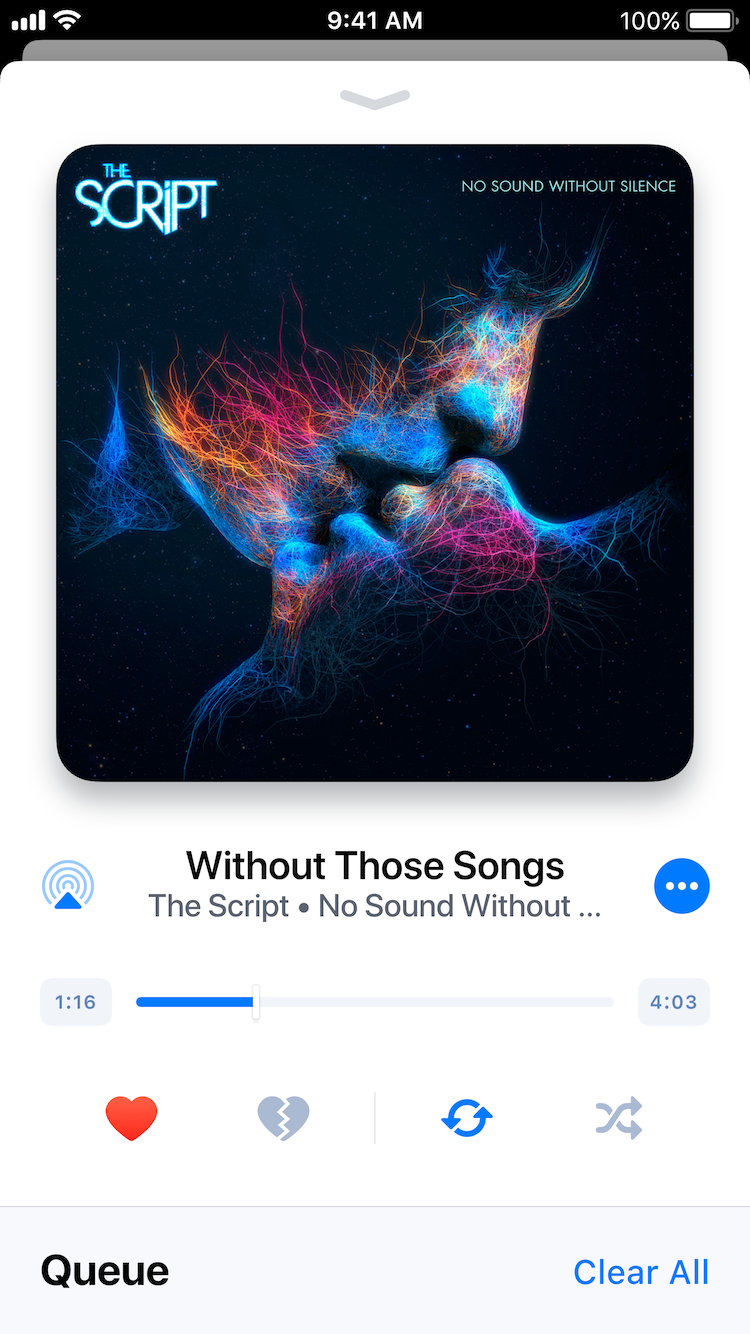 9:41 AM
100%
THE
SCRIPT
NO SOUND WITHOUT SILENCE
Without Those Songs
The Script • No Sound Without ...
1:16
4:03
Queue
Clear All